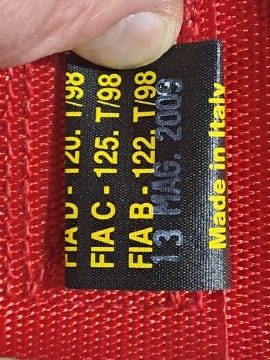 FIA D - 120. T/98
FIA C - 125. T/98
FIA B - 122. T/98
13 MAG. 2009
Made in Italy